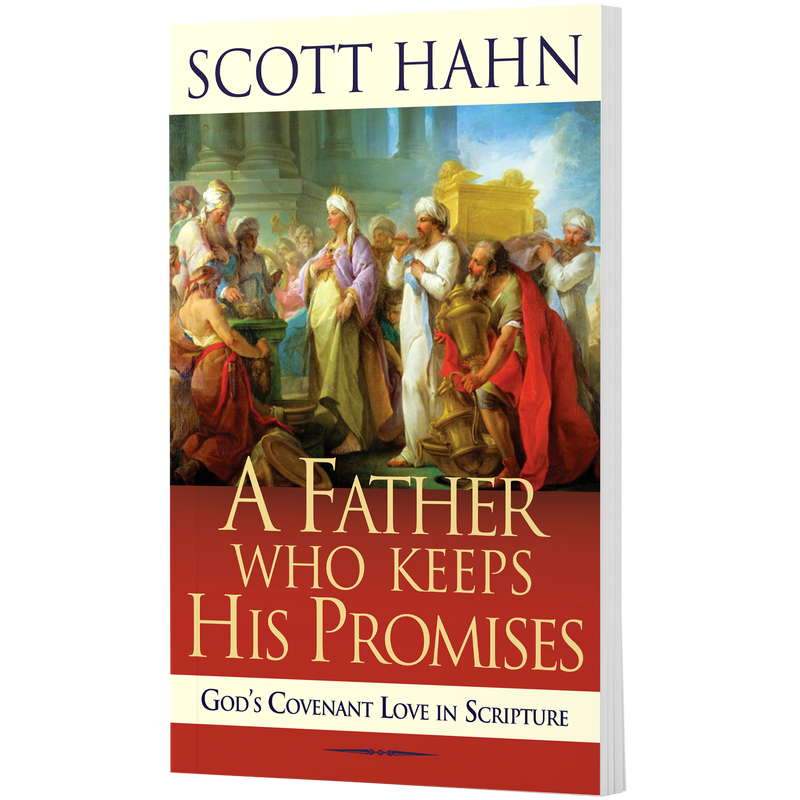 SCOTT HAHN
A FATHER
WHO KEEPS
HIS PROMISES
GOD'S COVENANT LOVE IN SCRIPTURE